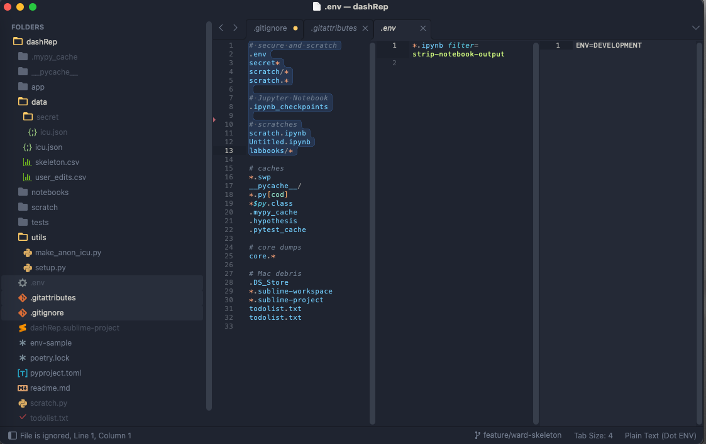 .env — dashRep
FOLDERS
dashRep
.mypy_cache
__pycache__
app
data
secret
icu.json
icu.json
skeleton.csv
user_edits.csv
notebooks
scratch
tests
utils
make_anon_icu.py
setup.py
.env
.gitattributes
.gitignore
dashRep.sublime-project
env-sample
poetry.lock
pyproject.toml
readme.md
scratch.py
todolist.txt
.gitignore
.gitattributes
.env
1 # secure and scratch
2 .env
3 secret*
4 scratch/*
5 scratch.*
6
7 # Jupyter Notebook
8 .ipynb_checkpoints
9
10 # scratches
11 scratch.ipynb
12 Untitled.ipynb
13 labbooks/*
14
15 # caches
16 *.swp
17 __pycache__/
18 *.py[cod]
19 *$py.class
20 .mypy_cache
21 .hypothesis
22 .pytest_cache
23
24 # core dumps
25 core.*
26
27 # Mac debris
28 .DS_Store
29 *.sublime-workspace
30 *.sublime-project
31 todolist.txt
32 todolist.txt
33
1 *.ipynb filter=
strip-notebook-output
2
1 ENV=DEVELOPMENT
File is ignored, Line 1, Column 1
feature/ward-skeleton
Tab Size: 4
Plain Text (Dot ENV)